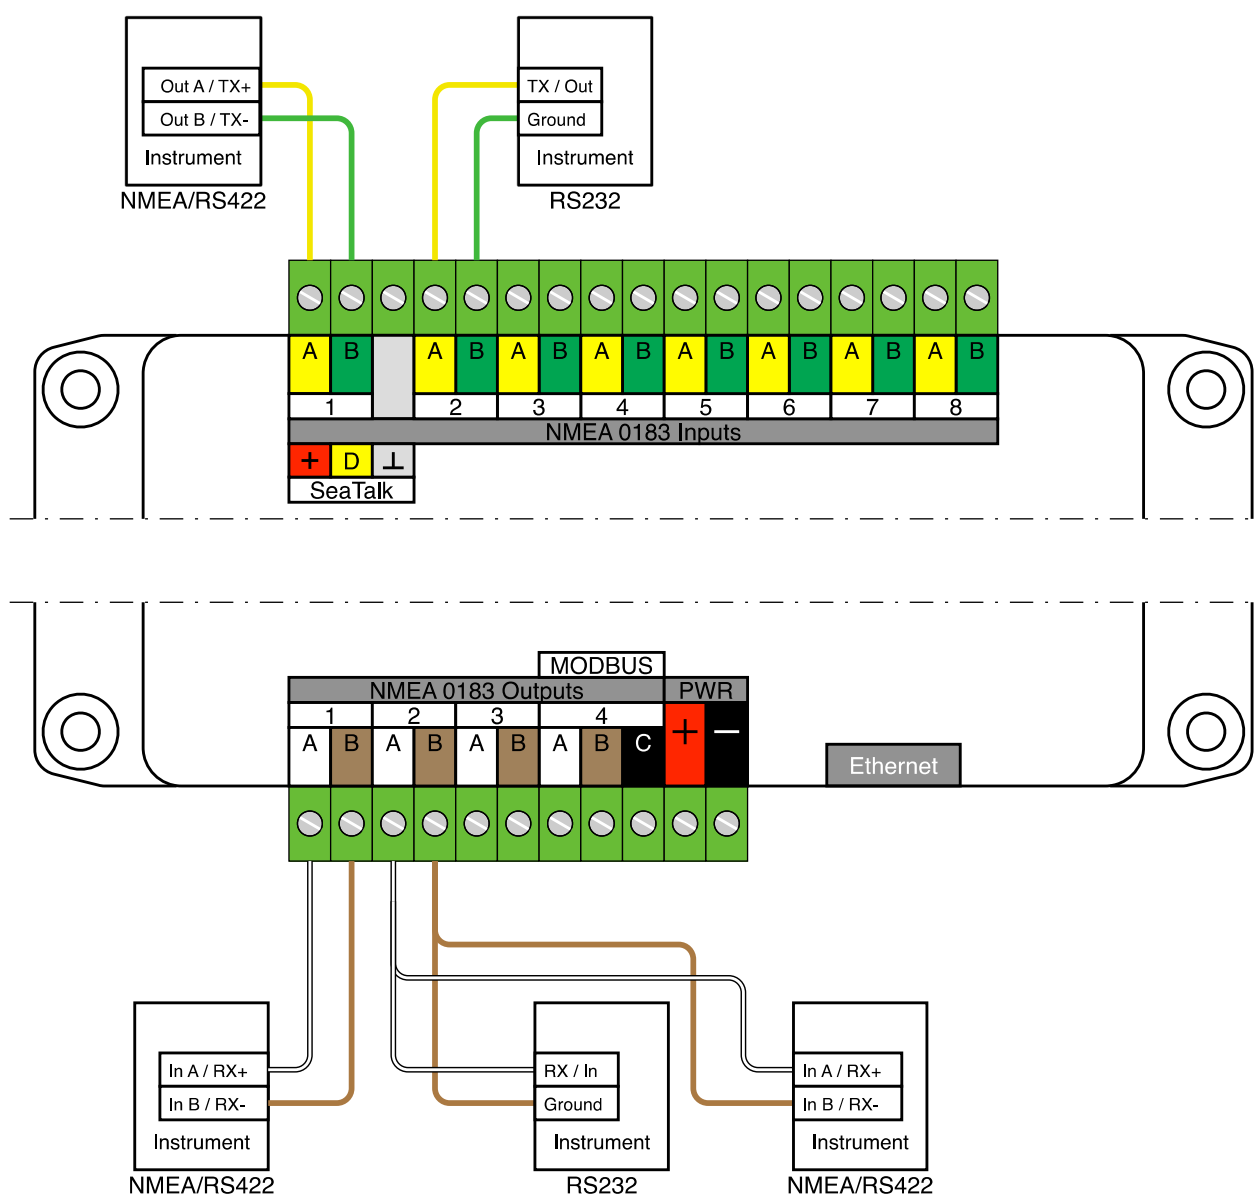 Out A / TX+
Out B / TX-
Instrument
NMEA/RS422
TX / Out
Ground
Instrument
RS232
A B A B A B A B A B A B A B A B
1 2 3 4 5 6 7 8
NMEA 0183 Inputs
+ D ⊥
SeaTalk
MODBUS
NMEA 0183 Outputs PWR
1 2 3 4
A B A B A B A B C + −
Ethernet
In A / RX+
In B / RX-
Instrument
NMEA/RS422
RX / In
Ground
Instrument
RS232
In A / RX+
In B / RX-
Instrument
NMEA/RS422